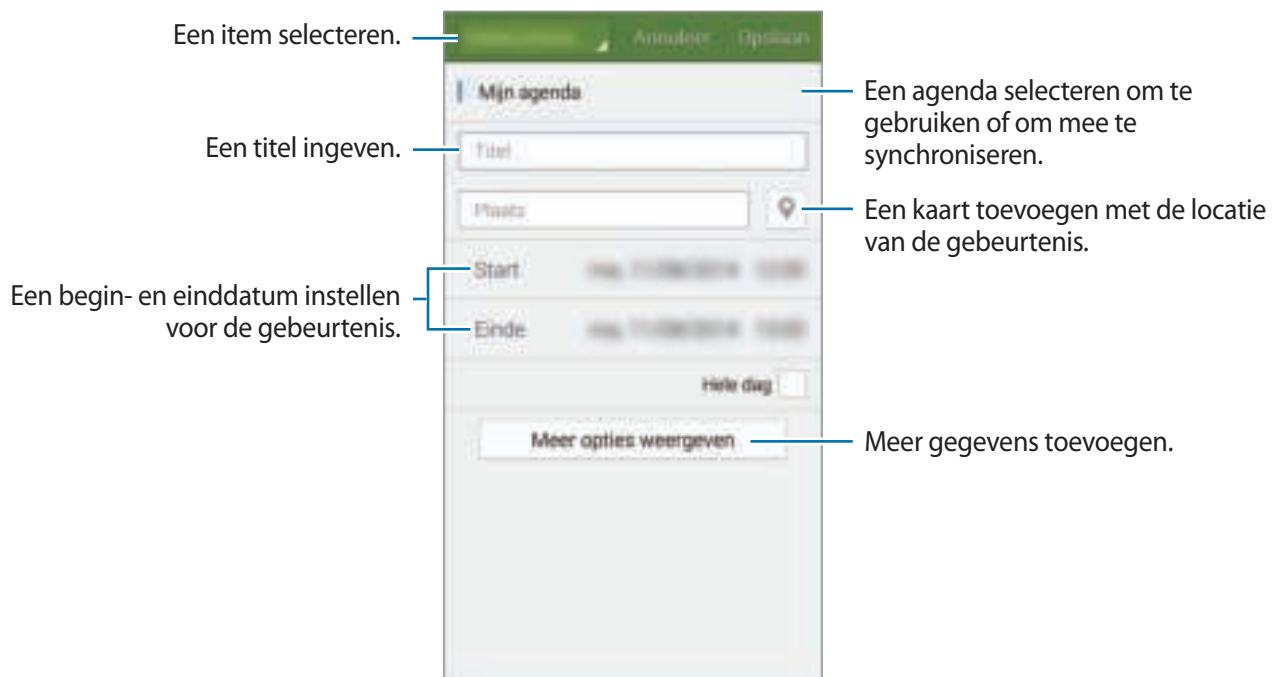 Een item selecteren.
Annuleer Opslaan
Mijn agenda
Een agenda selecteren om te
gebruiken of om mee te
synchroniseren.
Een titel ingeven.
Titel
Plaats
Een kaart toevoegen met de locatie
van de gebeurtenis.
Een begin- en einddatum instellen
voor de gebeurtenis.
Start
Einde
Hele dag
Meer opties weergeven
Meer gegevens toevoegen.